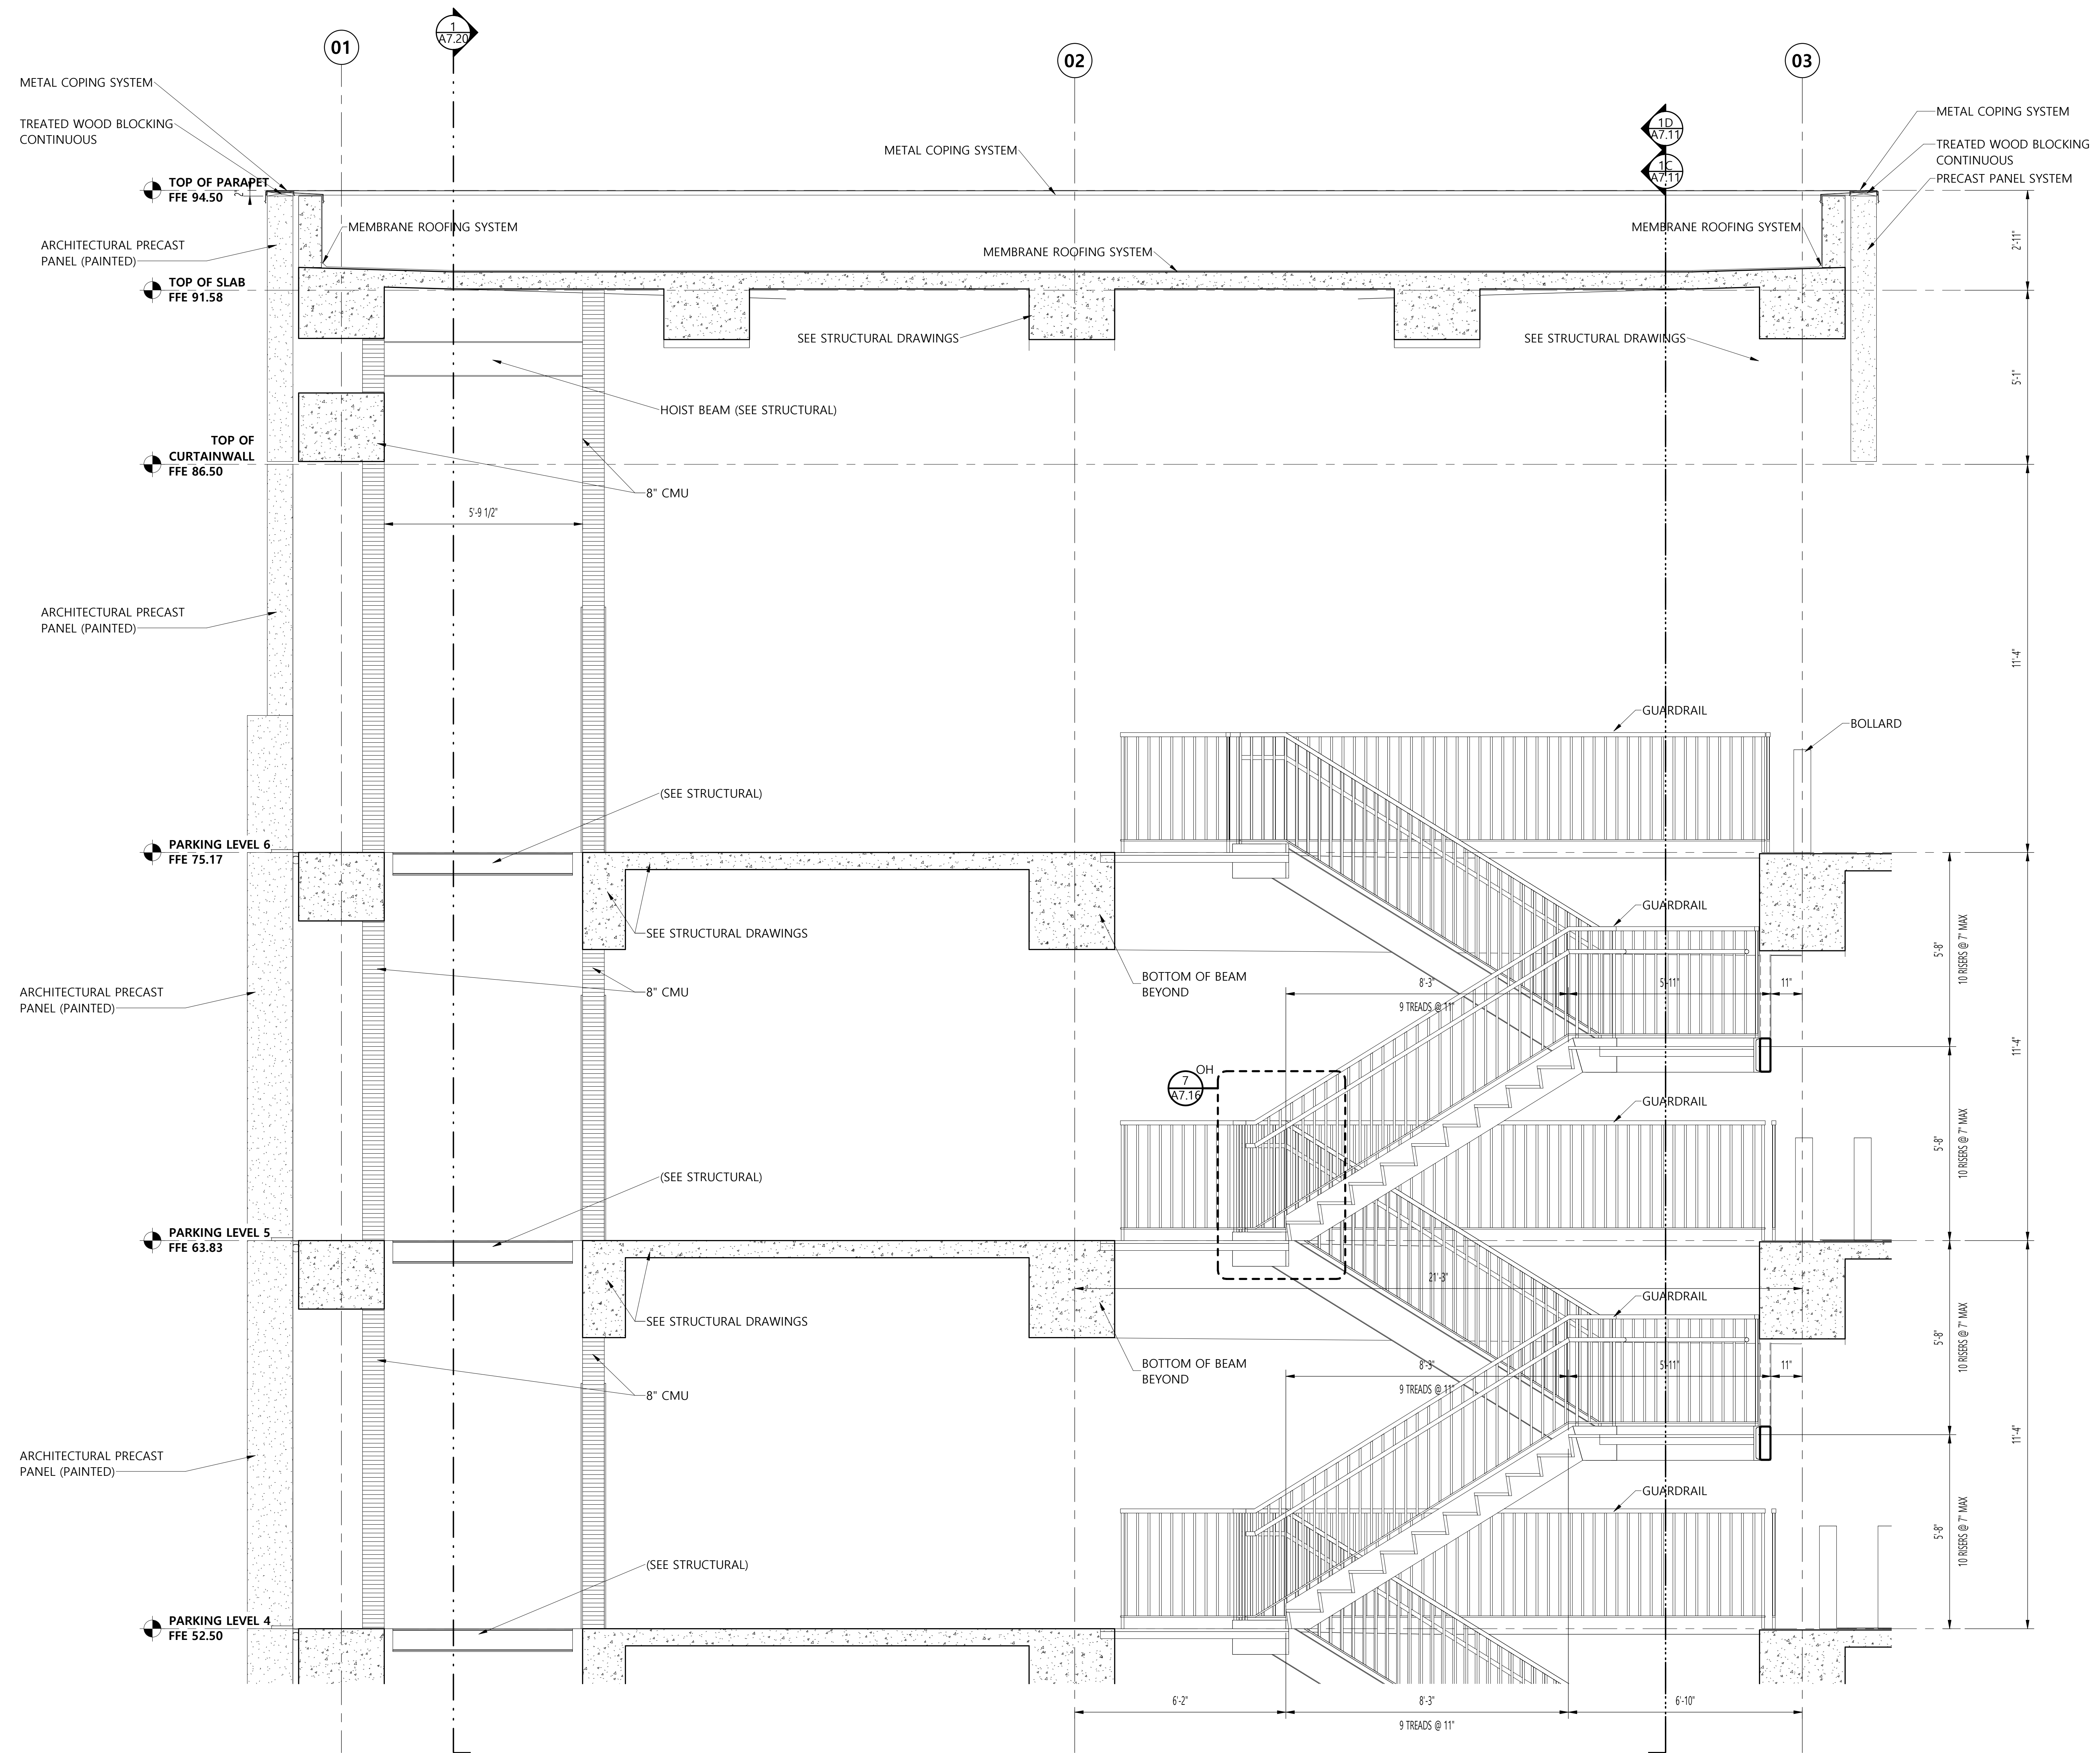 01
1
A7.20
02
03
METAL COPING SYSTEM
TREATED WOOD BLOCKING
CONTINUOUS
METAL COPING SYSTEM
1D
A7.11
1C
A7.11
METAL COPING SYSTEM
TREATED WOOD BLOCKING
CONTINUOUS
PRECAST PANEL SYSTEM
TOP OF PARAPET
FFE 94.50
2"
MEMBRANE ROOFING SYSTEM
MEMBRANE ROOFING SYSTEM
MEMBRANE ROOFING SYSTEM
2'-11"
ARCHITECTURAL PRECAST
PANEL (PAINTED)
TOP OF SLAB
FFE 91.58
SEE STRUCTURAL DRAWINGS
SEE STRUCTURAL DRAWINGS
5'-1"
HOIST BEAM (SEE STRUCTURAL)
TOP OF
CURTAINWALL
FFE 86.50
8" CMU
5'-9 1/2"
ARCHITECTURAL PRECAST
PANEL (PAINTED)
11'-4"
GUARDRAIL
BOLLARD
(SEE STRUCTURAL)
PARKING LEVEL 6
FFE 75.17
GUARDRAIL
SEE STRUCTURAL DRAWINGS
5'-8"
10 RISERS @ 7" MAX
BOTTOM OF BEAM
BEYOND
8'-3"
9 TREADS @ 11"
5'-11"
11"
ARCHITECTURAL PRECAST
PANEL (PAINTED)
8" CMU
11'-4"
OH
7
A7.16
GUARDRAIL
5'-8"
10 RISERS @ 7" MAX
(SEE STRUCTURAL)
PARKING LEVEL 5
FFE 63.83
21'-3"
GUARDRAIL
SEE STRUCTURAL DRAWINGS
5'-8"
10 RISERS @ 7" MAX
BOTTOM OF BEAM
BEYOND
8'-3"
9 TREADS @ 11"
5'-11"
11"
8" CMU
11'-4"
ARCHITECTURAL PRECAST
PANEL (PAINTED)
GUARDRAIL
5'-8"
10 RISERS @ 7" MAX
(SEE STRUCTURAL)
PARKING LEVEL 4
FFE 52.50
6'-2"
8'-3"
9 TREADS @ 11"
6'-10"